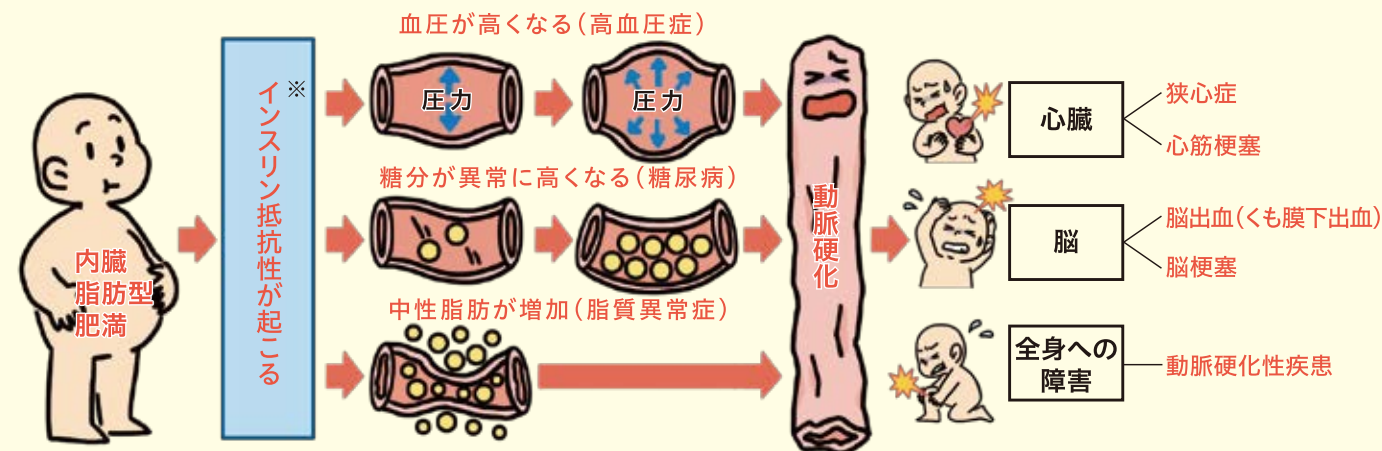 内臓
脂肪型
肥満
※
インスリン抵抗性が起こる
血圧が高くなる(高血圧症)
圧力
圧力
糖分が異常に高くなる(糖尿病)
中性脂肪が増加(脂質異常症)
動脈硬化
心臓
狭心症
心筋梗塞
脳
脳出血(くも膜下出血)
脳梗塞
全身への
障害
動脈硬化性疾患